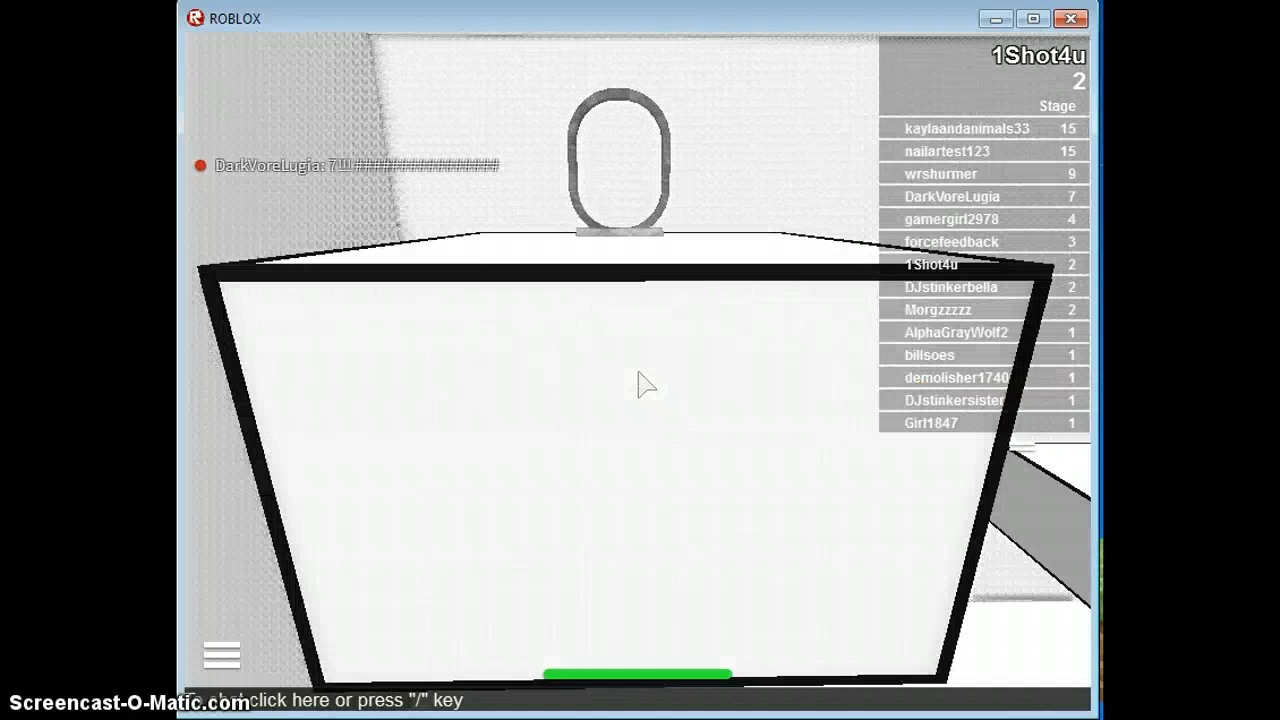 ROBLOX
1Shot4u
2
Stage
DarkVoreLugia: 7!!! ##################
kaylaandanimals33 15
nailartest123 15
wrshurmer 9
DarkVoreLugia 7
gamergirl2978 4
forcefeedback 3
1Shot4u 2
DJstinkerbella 2
Morgzzzzz 2
AlphaGrayWolf2 1
billsoes 1
demolisher1740 1
DJstinkersister 1
Girl1847 1
To chat click here or press "/" key
Screencast-O-Matic.com